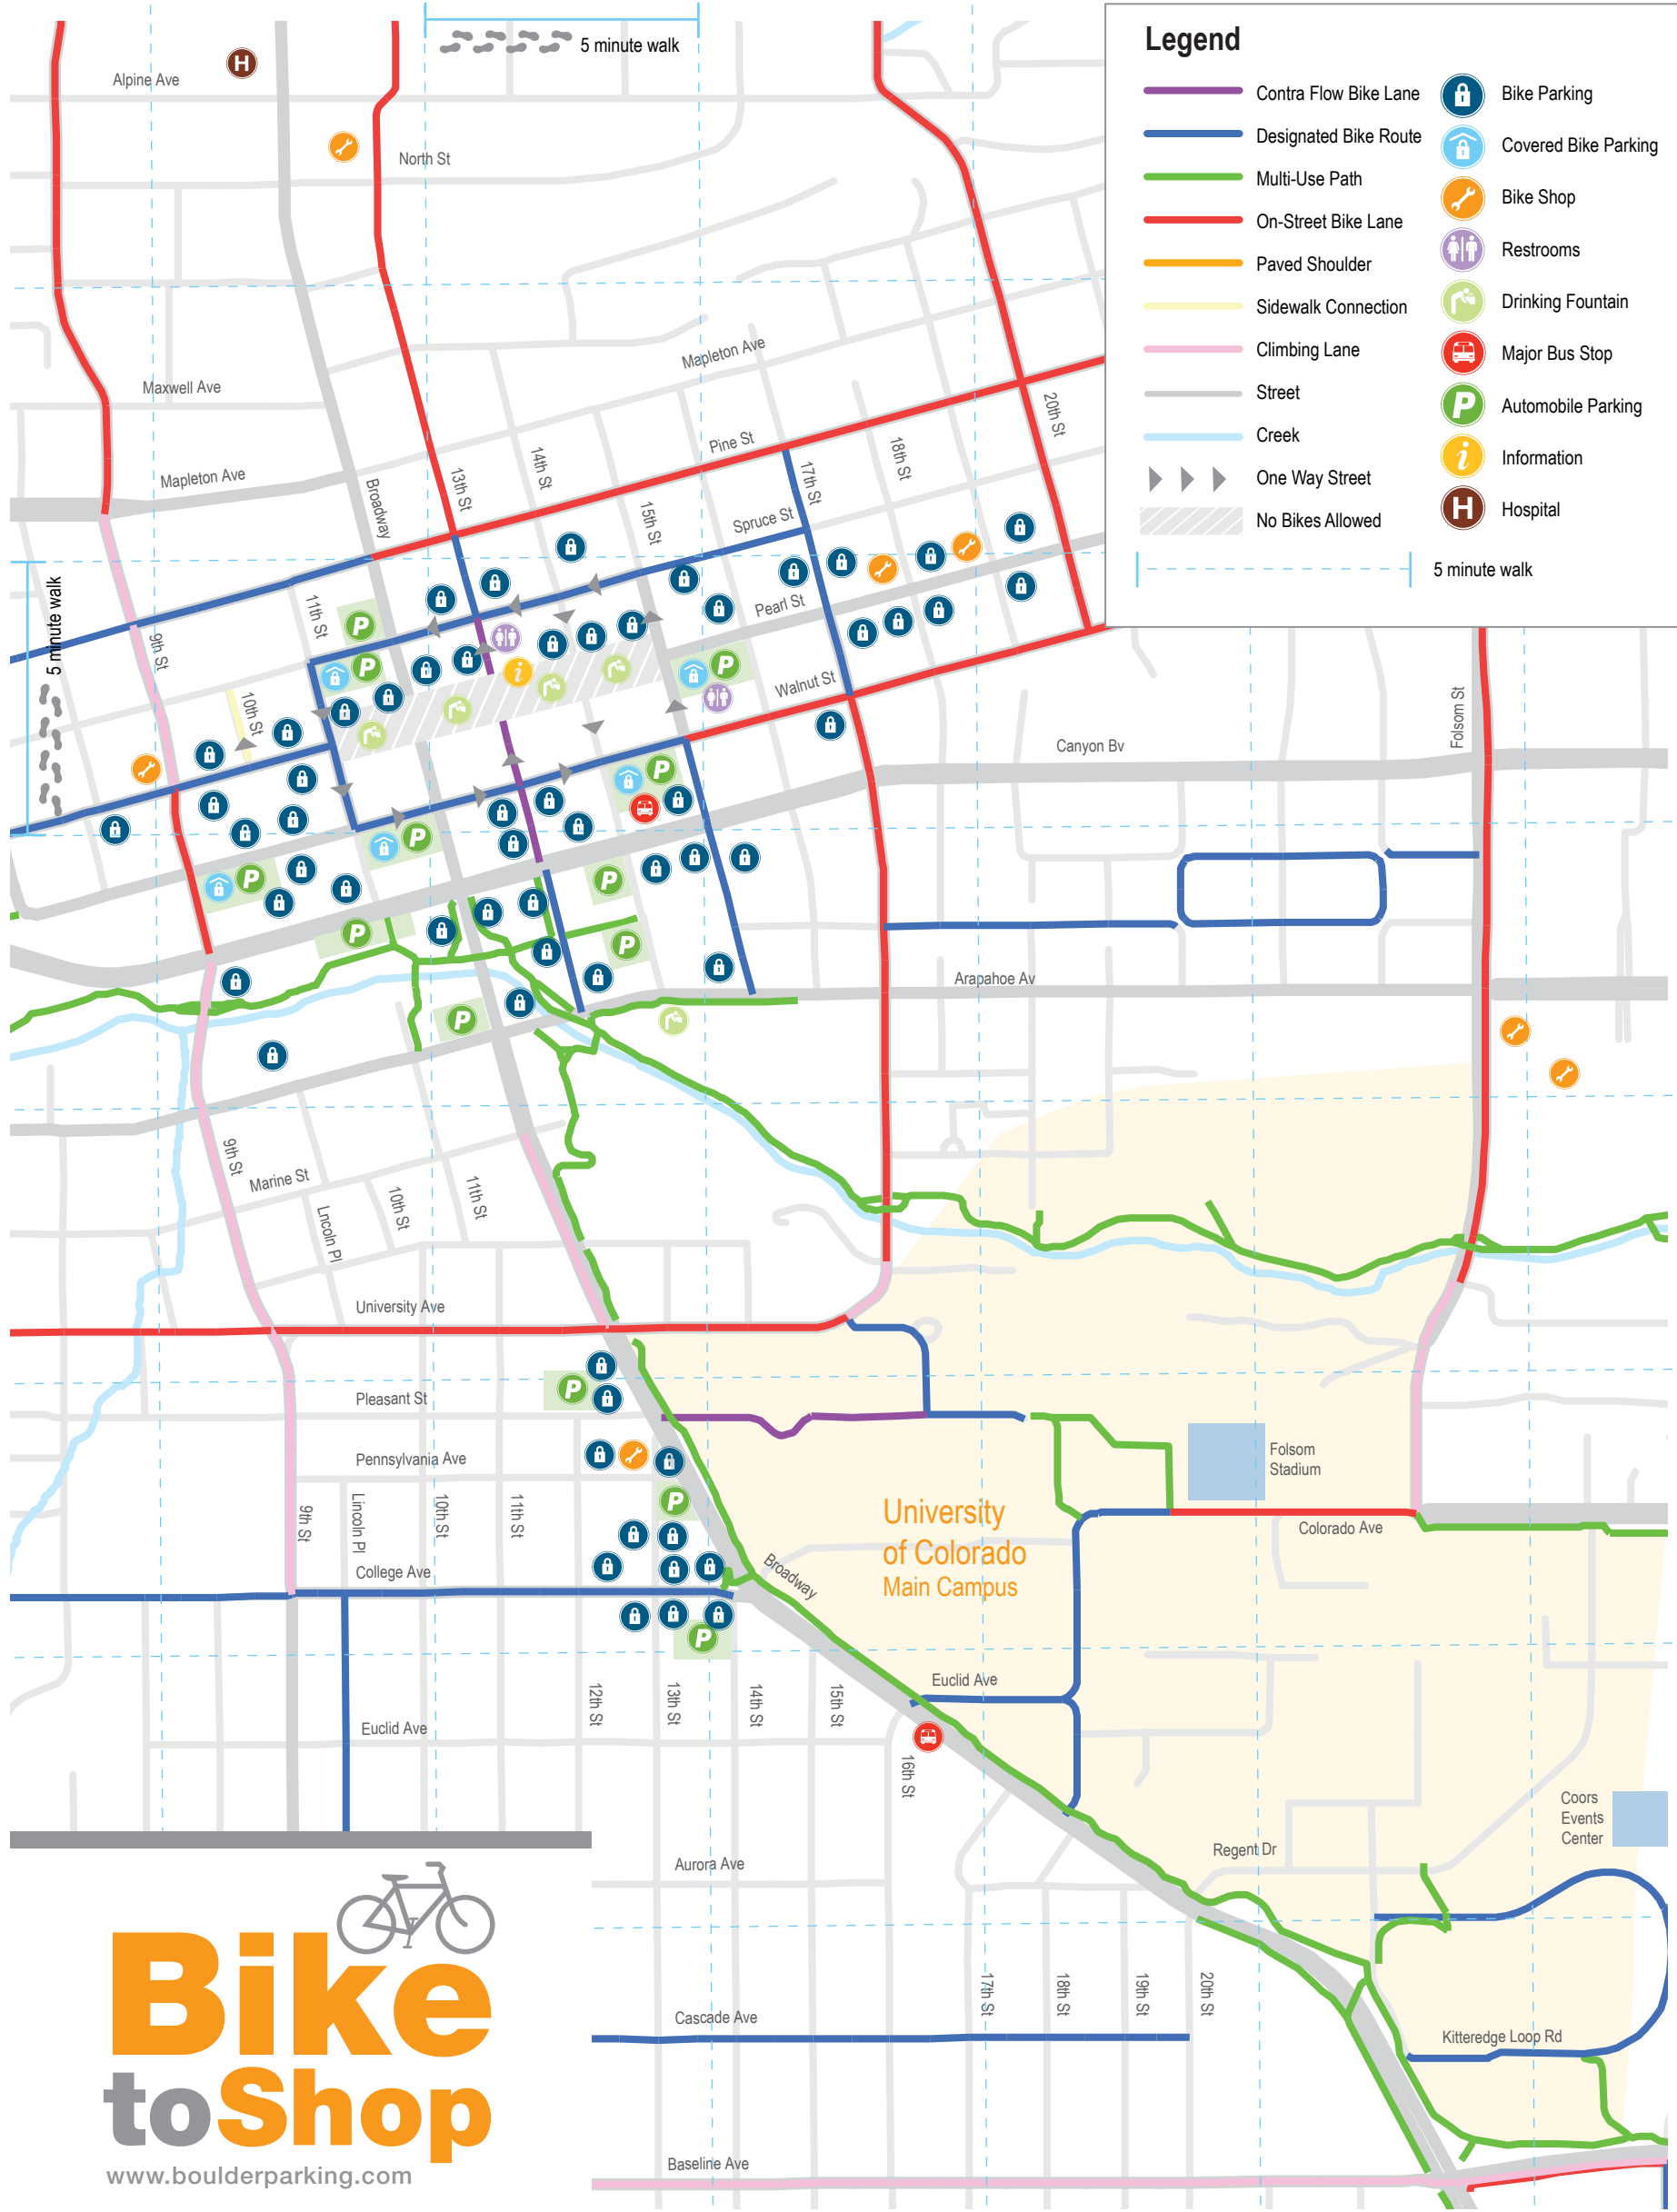 5 minute walk
Legend
Contra Flow Bike Lane
Designated Bike Route
Multi-Use Path
On-Street Bike Lane
Paved Shoulder
Sidewalk Connection
Climbing Lane
Street
Creek
One Way Street
No Bikes Allowed
Bike Parking
Covered Bike Parking
Bike Shop
Restrooms
Drinking Fountain
Major Bus Stop
P
Automobile Parking
i
Information
H
Hospital
5 minute walk
H
Alpine Ave
North St
Maxwell Ave
Mapleton Ave
Mapleton Ave
Pine St
Broadway
13th St
14th St
15th St
17th St
18th St
20th St
Spruce St
Pearl St
Walnut St
5 minute walk
9th St
10th St
11th St
P
P
P
i
P
P
P
P
P
P
P
Canyon Bv
Folsom St
Arapahoe Av
9th St
Marine St
Lncoln Pl
10th St
11th St
University Ave
Pleasant St
P
Pennsylvania Ave
P
9th St
Lincoln Pl
10th St
11th St
College Ave
P
Broadway
University
of Colorado
Main Campus
Folsom
Stadium
Colorado Ave
Euclid Ave
Euclid Ave
12th St
13th St
14th St
15th St
16th St
Coors
Events
Center
Regent Dr
Aurora Ave
17th St
18th St
19th St
20th St
Cascade Ave
Kitteredge Loop Rd
Baseline Ave
Bike
toShop
www.boulderparking.com